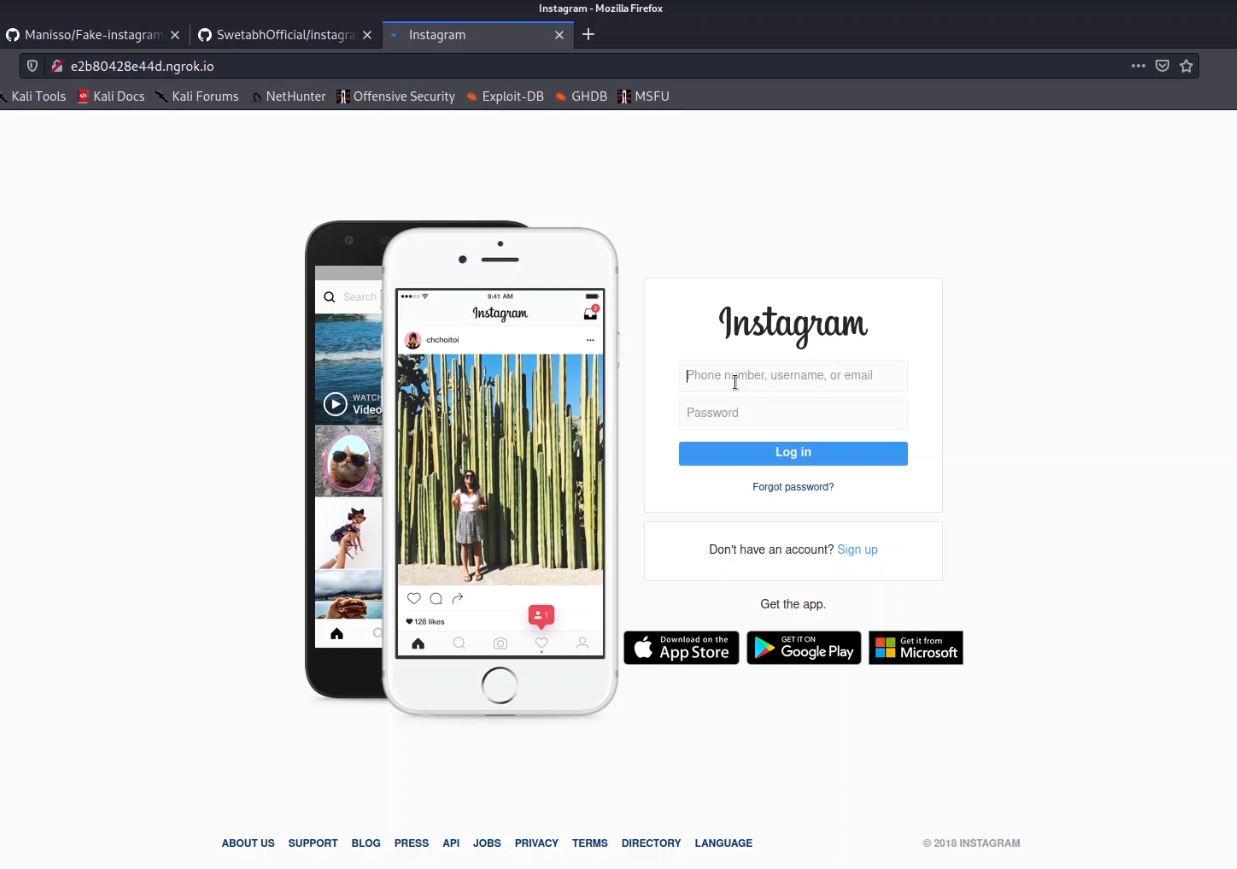 Instagram - Mozilla Firefox
Manisso/Fake-instagram
SwetabhOfficial/instagra
Instagram
e2b80428e44d.ngrok.io
Kali Tools
Kali Docs
Kali Forums
NetHunter
Offensive Security
Exploit-DB
GHDB
MSFU
Search
WATCH
Video
9:41 AM
Instagram
2
chchoitoi
128 likes
1
Instagram
Phone number, username, or email
Password
Log in
Forgot password?
Don't have an account? Sign up
Get the app.
Download on the
App Store
GET IT ON
Google Play
Get it from
Microsoft
ABOUT US SUPPORT BLOG PRESS API JOBS PRIVACY TERMS DIRECTORY LANGUAGE
© 2018 INSTAGRAM